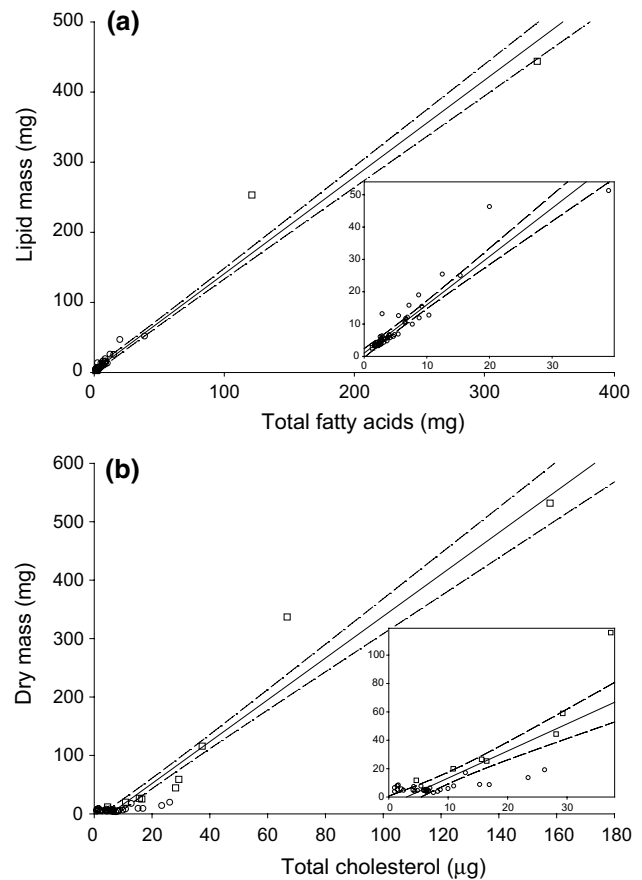 (a)
500
400
300
200
100
0
Lipid mass (mg)
50
40
30
20
10
0
0 10 20 30
0 100 200 300 400
Total fatty acids (mg)
(b)
600
500
400
300
200
100
0
Dry mass (mg)
100
80
60
40
20
0
0 10 20 30
0 20 40 60 80 100 120 140 160 180
Total cholesterol (μg)